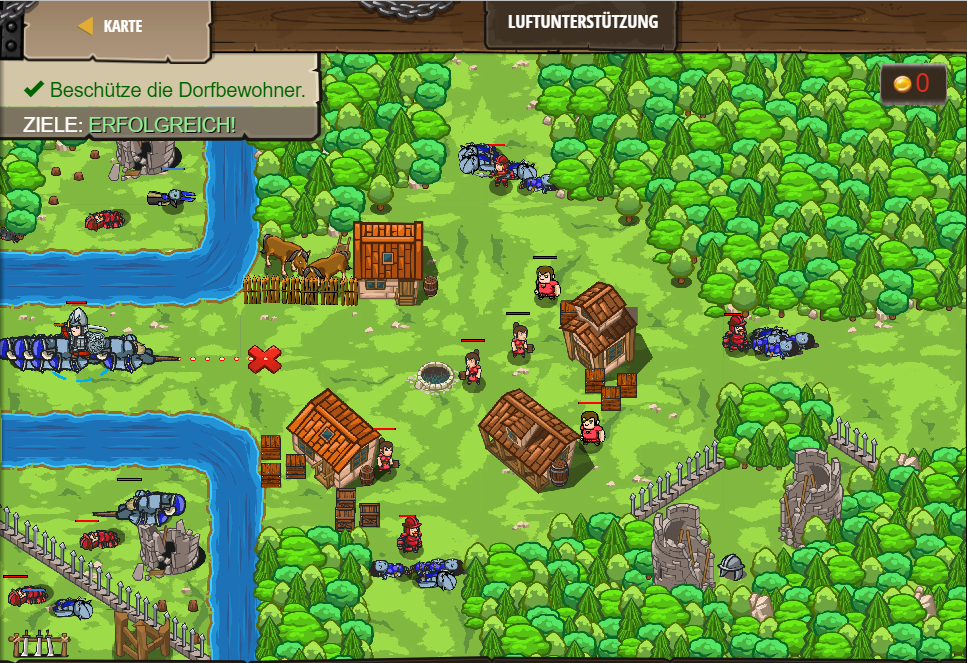 KARTE
LUFTUNTERSTÜTZUNG
Beschütze die Dorfbewohner.
0
ZIELE: ERFOLGREICH!